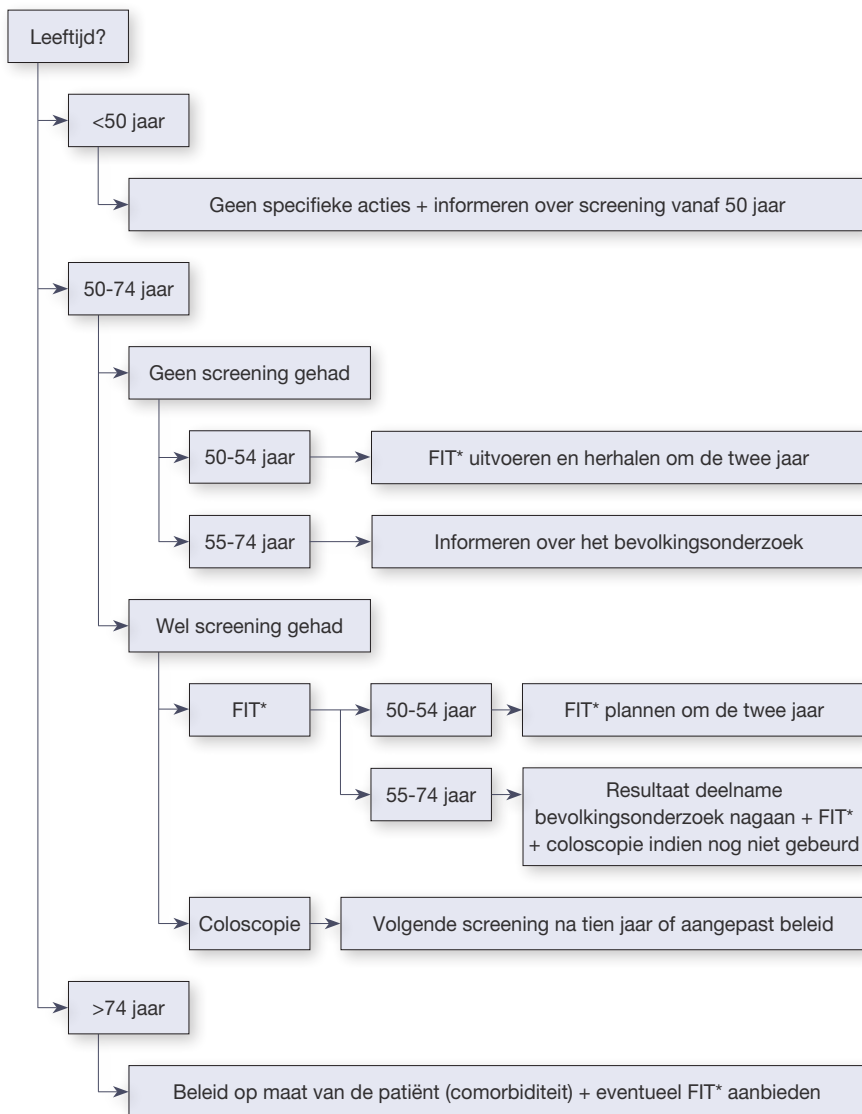 Leeftijd?
<50 jaar
Geen specifieke acties + informeren over screening vanaf 50 jaar
50-74 jaar
Geen screening gehad
50-54 jaar
FIT* uitvoeren en herhalen om de twee jaar
55-74 jaar
Informeren over het bevolkingsonderzoek
Wel screening gehad
FIT*
50-54 jaar
FIT* plannen om de twee jaar
55-74 jaar
Resultaat deelname
bevolkingsonderzoek nagaan + FIT*
+ coloscopie indien nog niet gebeurd
Coloscopie
Volgende screening na tien jaar of aangepast beleid
>74 jaar
Beleid op maat van de patiënt (comorbiditeit) + eventueel FIT* aanbieden